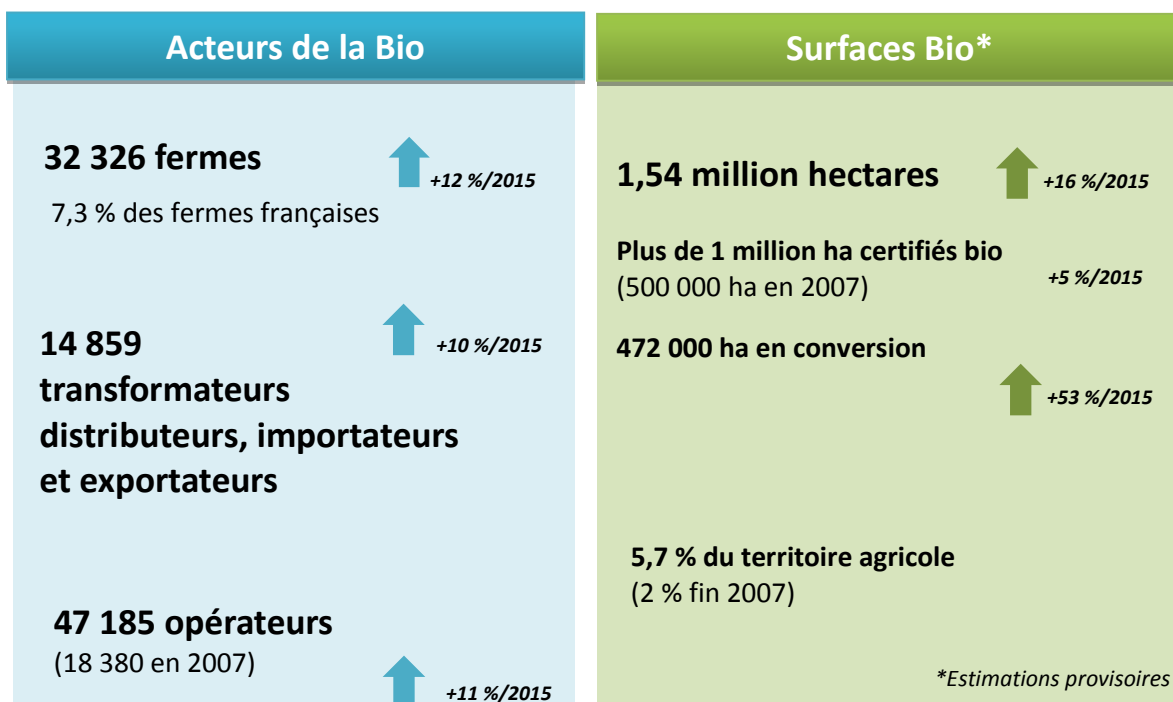 Acteurs de la Bio
32 326 fermes
+12 %/2015
7,3 % des fermes françaises
14 859
+10 %/2015
transformateurs
distributeurs, importateurs
et exportateurs
47 185 opérateurs
(18 380 en 2007)
+11 %/2015
Surfaces Bio*
1,54 million hectares
+16 %/2015
Plus de 1 million ha certifiés bio
(500 000 ha en 2007)
+5 %/2015
472 000 ha en conversion
+53 %/2015
5,7 % du territoire agricole
(2 % fin 2007)
*Estimations provisoires